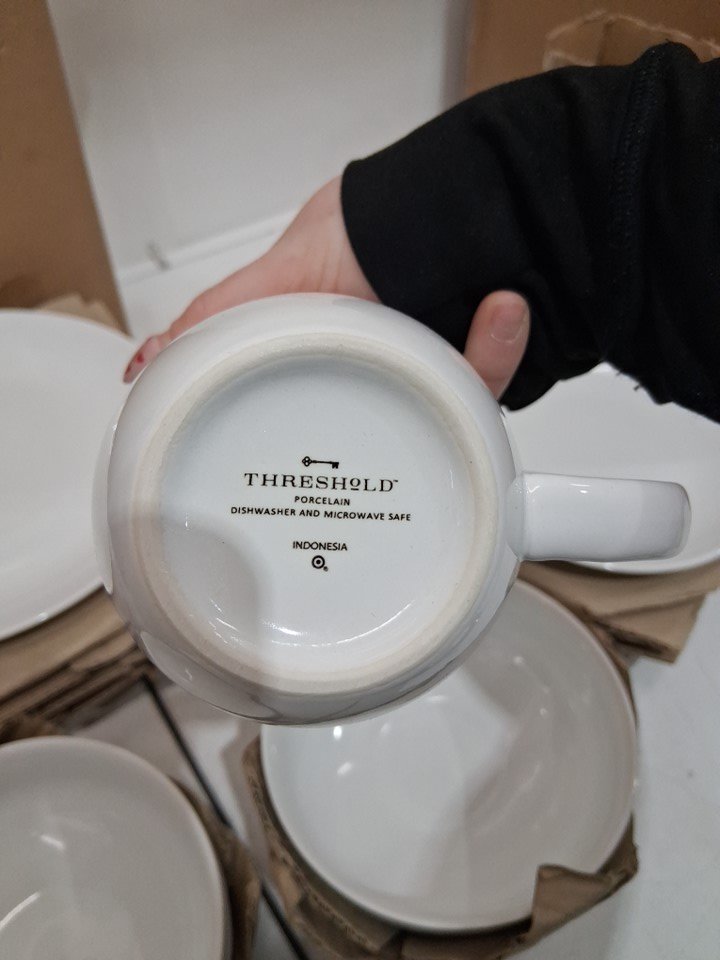 THRESHOLD™
PORCELAIN
DISHWASHER AND MICROWAVE SAFE
INDONESIA
®